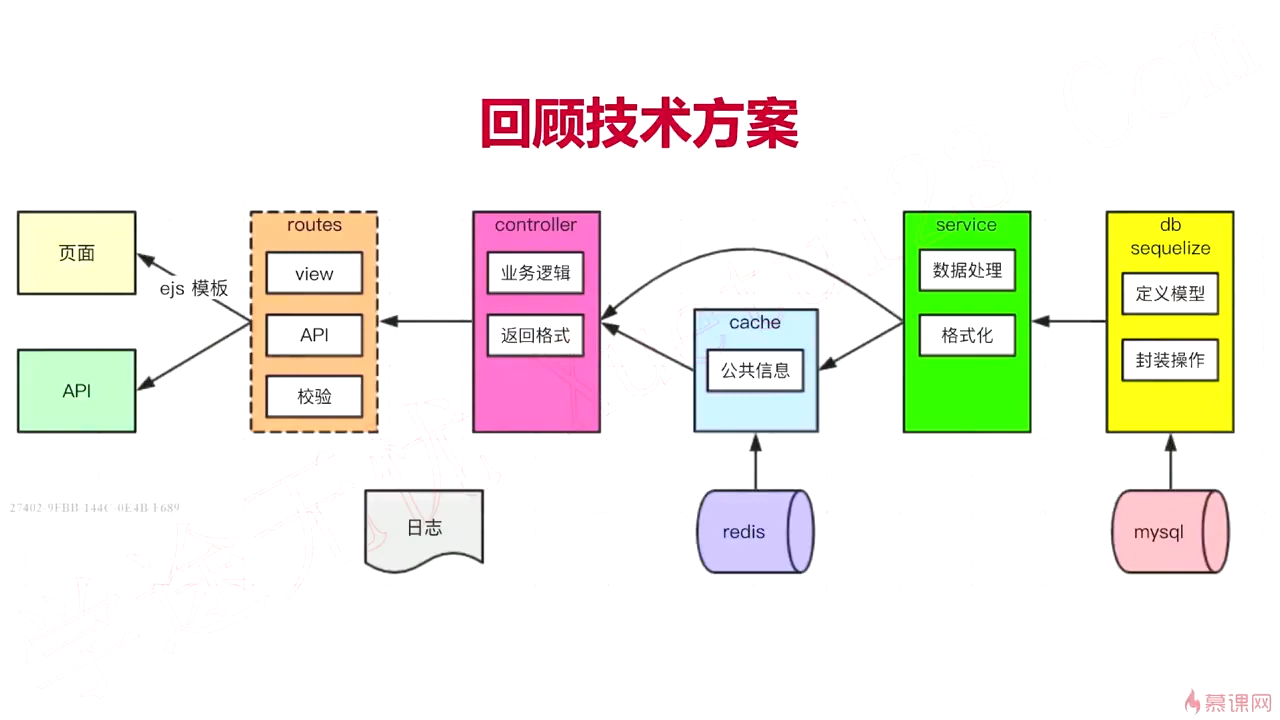 回顾技术方案
页面
ejs 模板
API
routes
view
API
校验
controller
业务逻辑
返回格式
cache
公共信息
service
数据处理
格式化
db
sequelize
定义模型
封装操作
日志
redis
mysql
慕课网